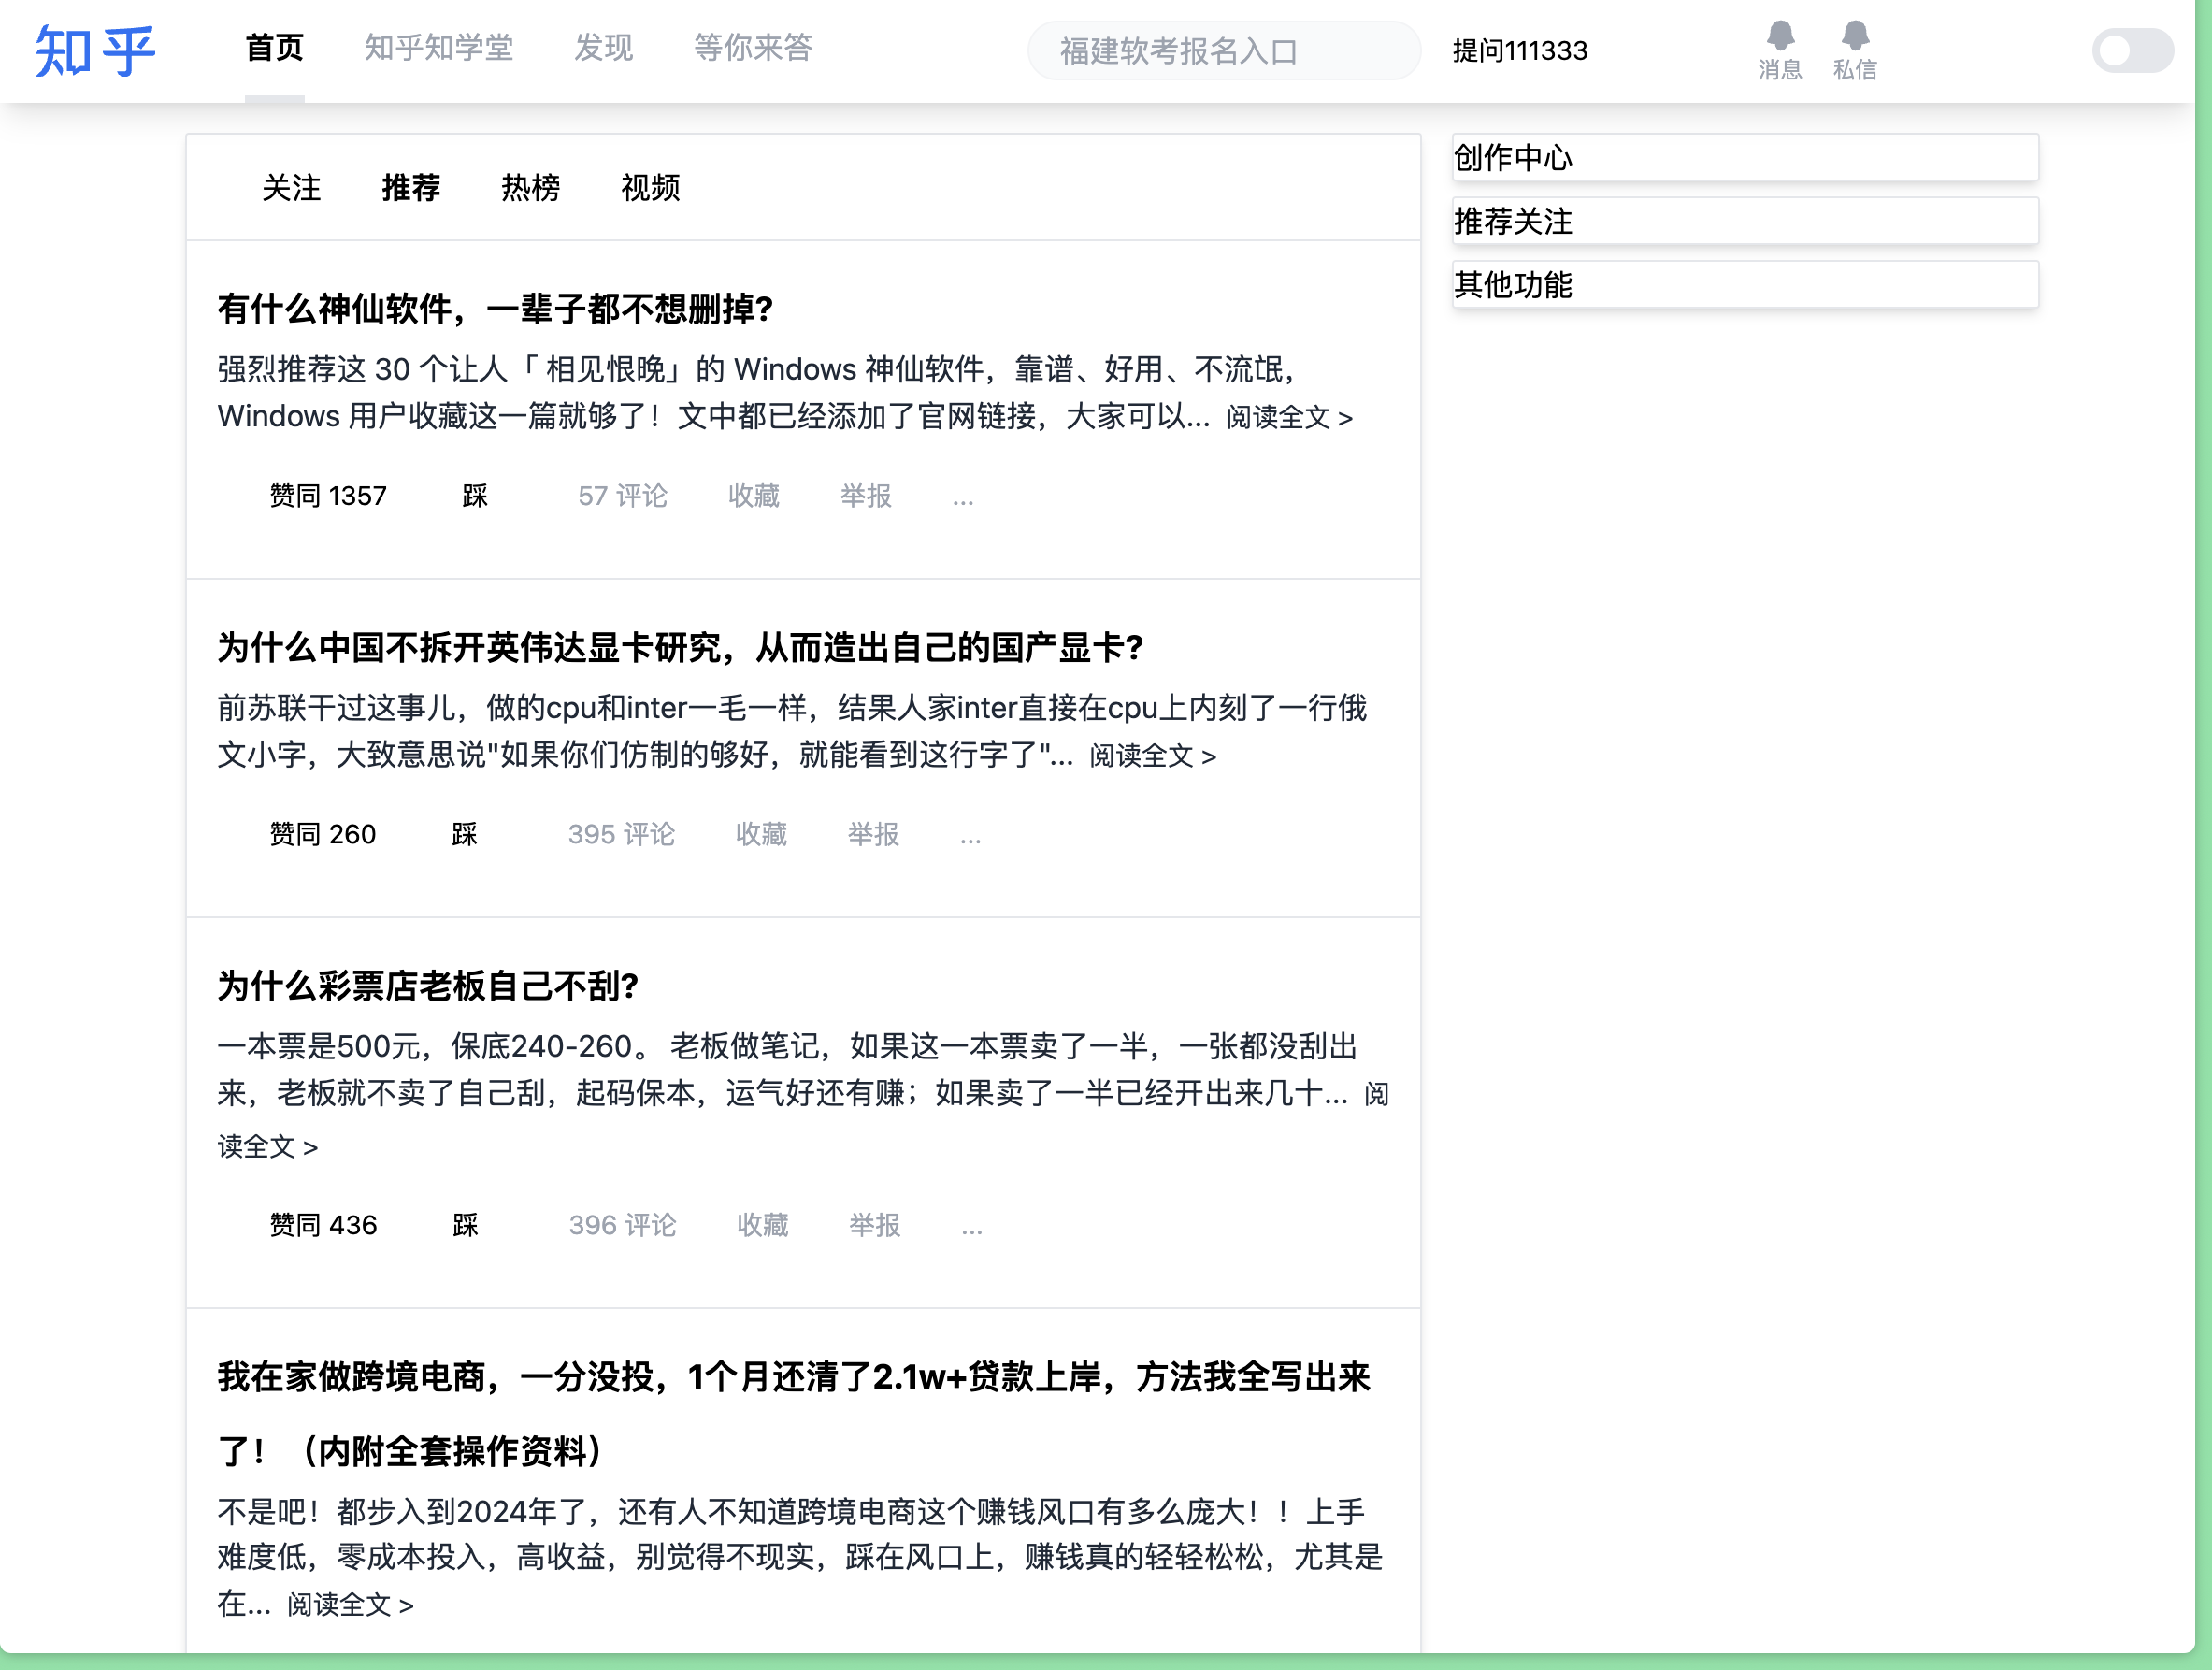 知乎
首页 知乎知学堂 发现 等你来答 福建软考报名入口 提问111333 消息 私信
关注 推荐 热榜 视频
有什么神仙软件，一辈子都不想删掉?
强烈推荐这 30 个让人「 相见恨晚」的 Windows 神仙软件，靠谱、好用、不流氓，
Windows 用户收藏这一篇就够了！文中都已经添加了官网链接，大家可以... 阅读全文 >
赞同 1357 踩 57 评论 收藏 举报 ...
为什么中国不拆开英伟达显卡研究，从而造出自己的国产显卡?
前苏联干过这事儿，做的cpu和inter一毛一样，结果人家inter直接在cpu上内刻了一行俄
文小字，大致意思说"如果你们仿制的够好，就能看到这行字了"... 阅读全文 >
赞同 260 踩 395 评论 收藏 举报 ...
为什么彩票店老板自己不刮?
一本票是500元，保底240-260。 老板做笔记，如果这一本票卖了一半，一张都没刮出
来，老板就不卖了自己刮，起码保本，运气好还有赚；如果卖了一半已经开出来几十... 阅
读全文 >
赞同 436 踩 396 评论 收藏 举报 ...
我在家做跨境电商，一分没投，1个月还清了2.1w+贷款上岸，方法我全写出来
了！（内附全套操作资料）
不是吧！都步入到2024年了，还有人不知道跨境电商这个赚钱风口有多么庞大！！上手
难度低，零成本投入，高收益，别觉得不现实，踩在风口上，赚钱真的轻轻松松，尤其是
在... 阅读全文 >
创作中心
推荐关注
其他功能